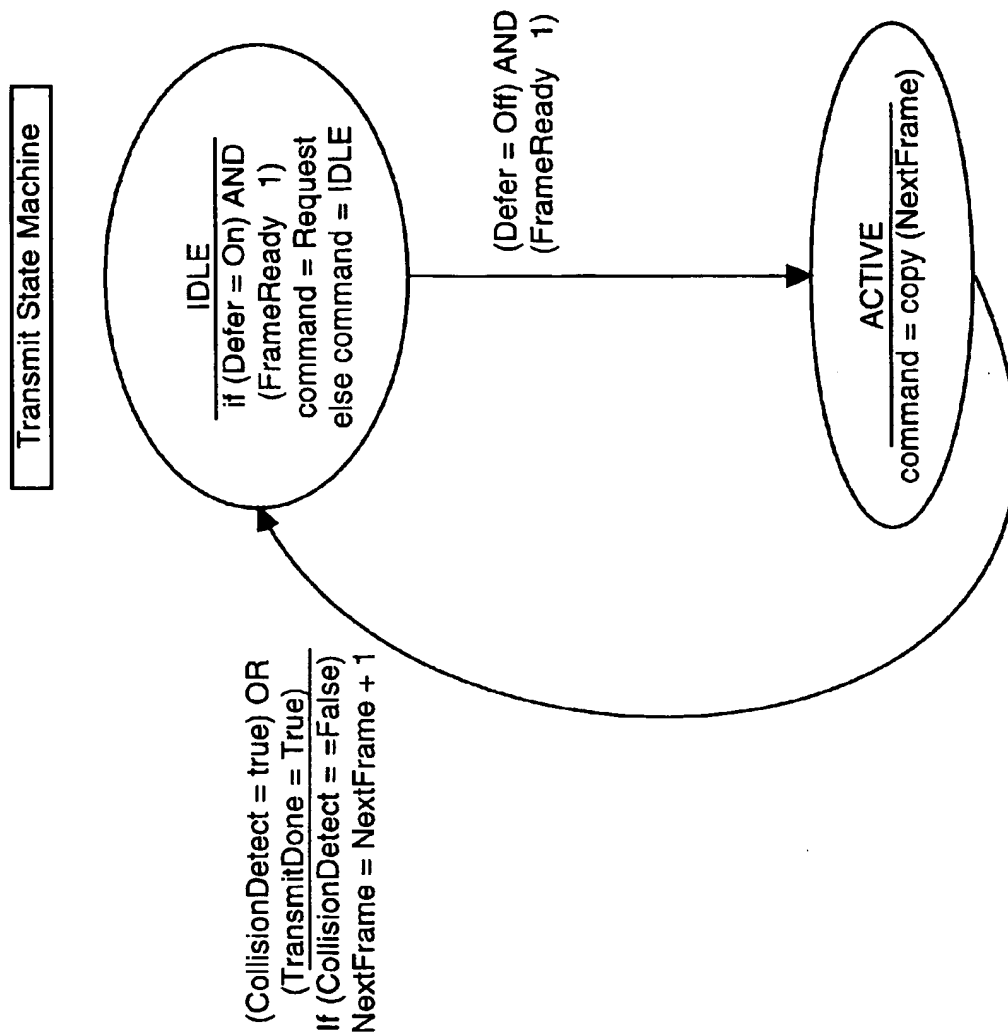 Transmit State Machine
IDLE
if (Defer = On) AND
(FrameReady 1)
command = Request
else command = IDLE
(Defer = Off) AND
(FrameReady 1)
ACTIVE
command = copy (NextFrame)
(CollisionDetect = true) OR
(TransmitDone = True)
If (CollisionDetect = =False)
NextFrame = NextFrame + 1